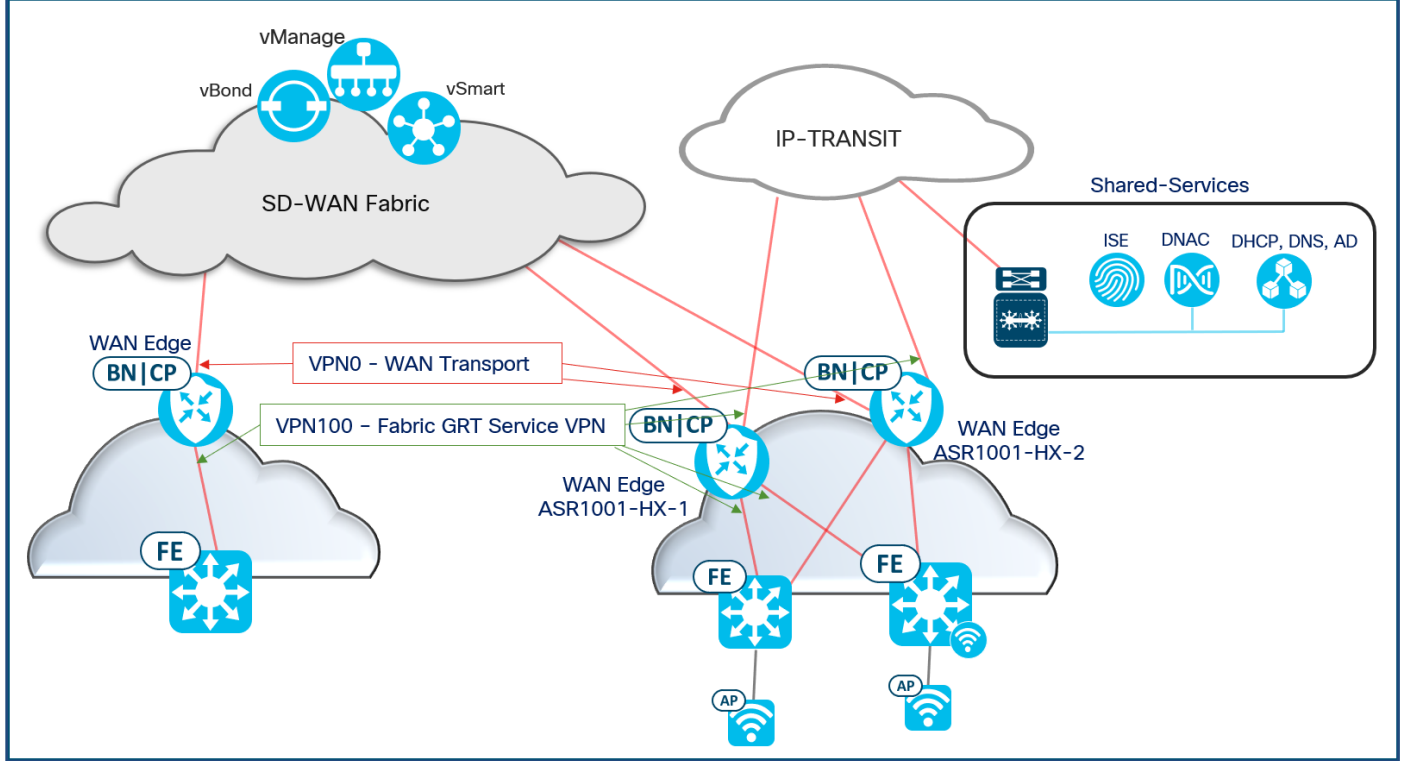 vManage
vBond
vSmart
SD-WAN Fabric
IP-TRANSIT
Shared-Services
ISE
DNAC
DHCP, DNS, AD
WAN Edge
BN|CP
VPN0 - WAN Transport
BN|CP
VPN100 - Fabric GRT Service VPN
BN|CP
WAN Edge
ASR1001-HX-2
WAN Edge
ASR1001-HX-1
FE
FE
FE
AP
AP